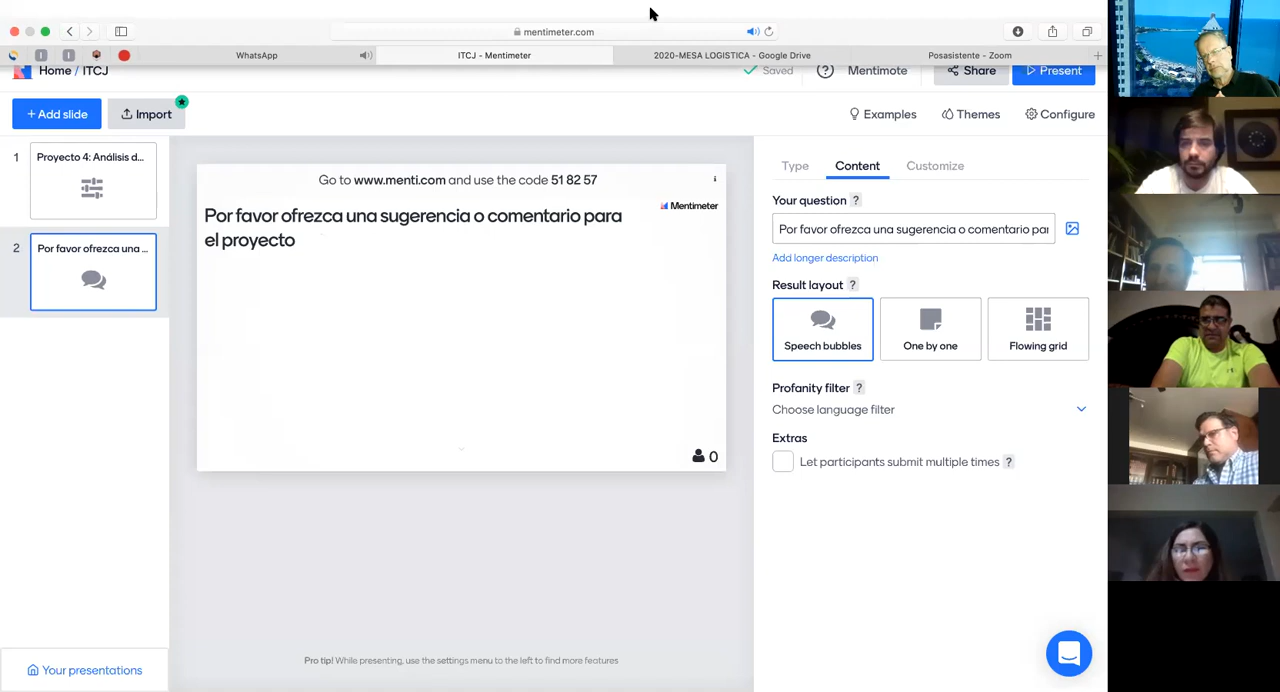 mentimeter.com
WhatsApp
ITCJ - Mentimeter
2020-MESA LOGISTICA - Google Drive
Posasistente - Zoom
Home / ITCJ
Saved
?
Mentimote
Share
Present
+ Add slide
Import
Examples
Themes
Configure
1
Proyecto 4: Análisis d...
2
Por favor ofrezca una ...
Your presentations
Go to www.menti.com and use the code 51 82 57
Mentimeter
Por favor ofrezca una sugerencia o comentario para
el proyecto
0
Pro tip! While presenting, use the settings menu to the left to find more features
Type
Content
Customize
Your question ?
Por favor ofrezca una sugerencia o comentario par
Add longer description
Result layout ?
Speech bubbles
One by one
Flowing grid
Profanity filter ?
Choose language filter
Extras
Let participants submit multiple times ?